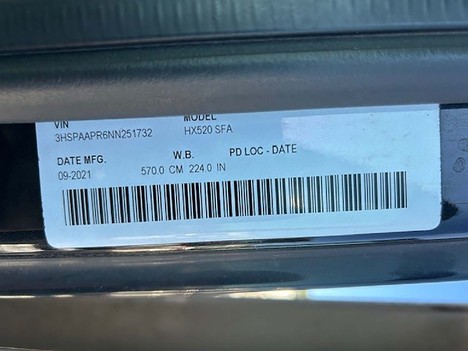 VIN MODEL
3HSPAAPR6NN251732 HX520 SFA
DATE MFG. W.B. PD LOC - DATE
09-2021 570.0 CM 224.0 IN